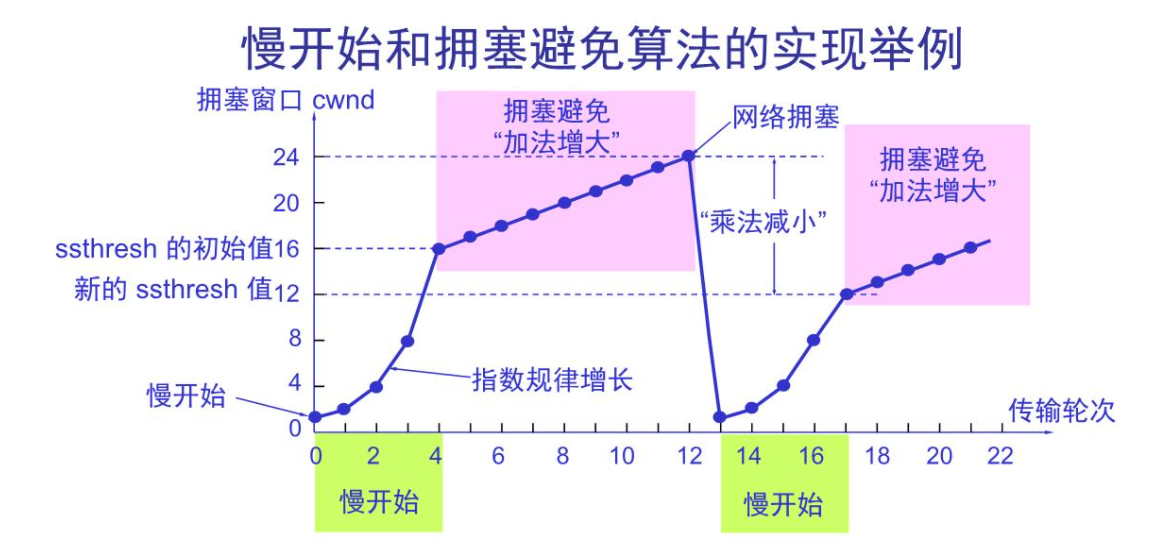 慢开始和拥塞避免算法的实现举例
拥塞窗口 cwnd
拥塞避免
“加法增大”
网络拥塞
拥塞避免
“加法增大”
24
20
“乘法减小”
ssthresh 的初始值16
新的 ssthresh 值12
8
4
指数规律增长
慢开始
0
传输轮次
0 2 4 6 8 10 12 14 16 18 20 22
慢开始
慢开始